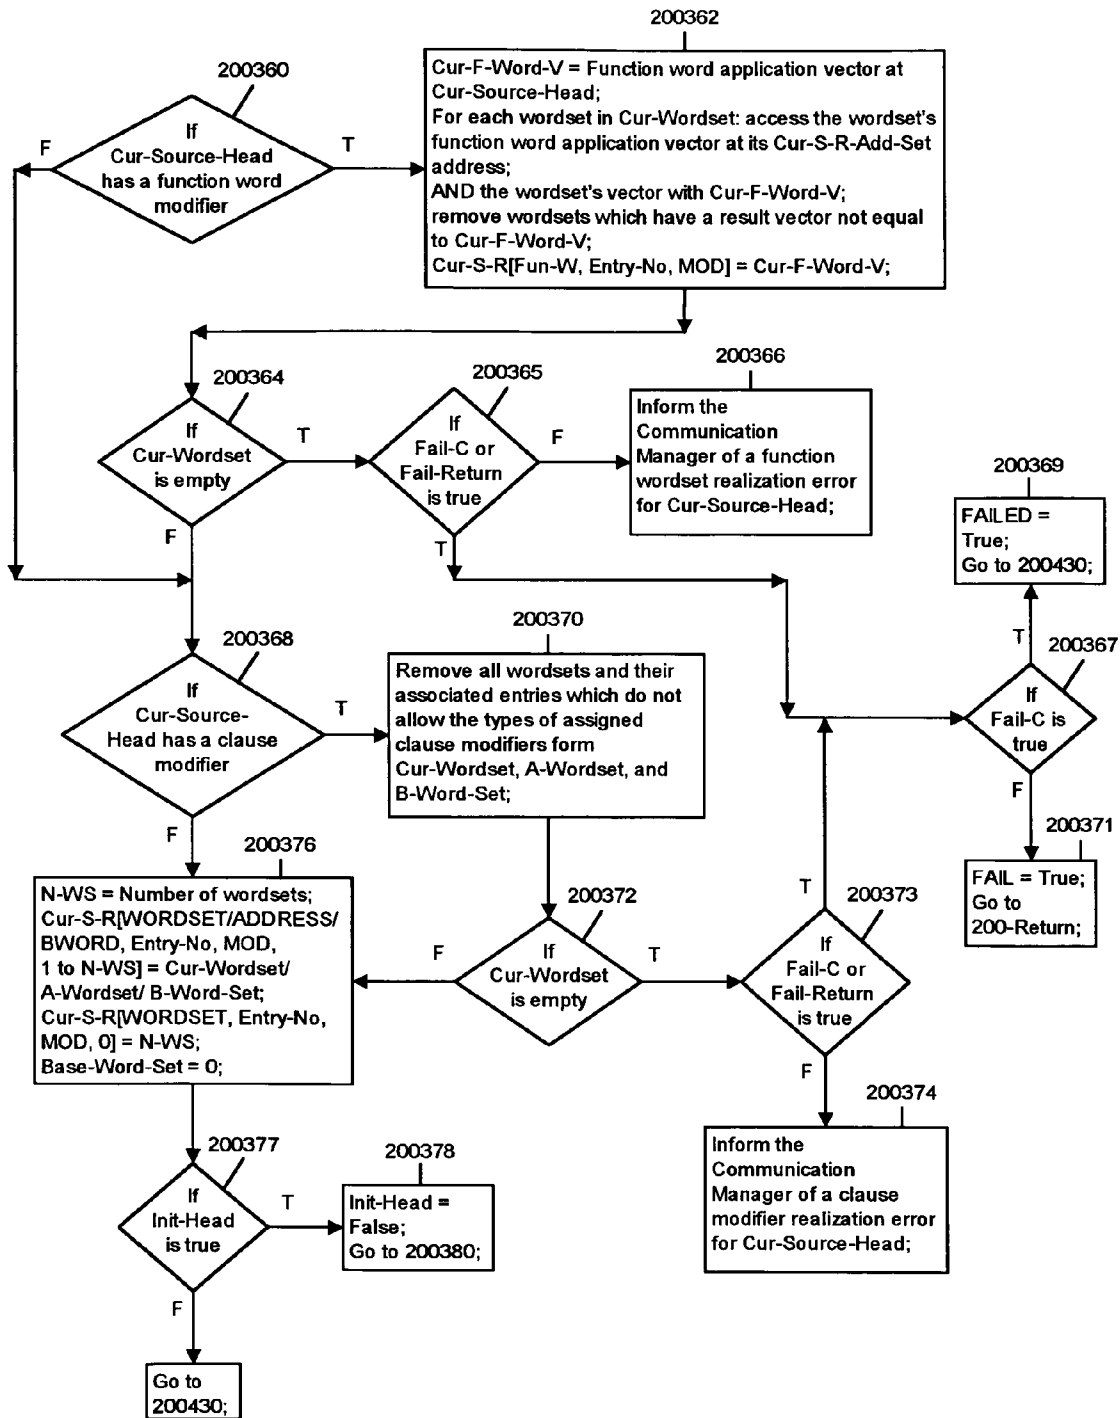 200362
200360
Cur-F-Word-V = Function word application vector at
Cur-Source-Head;
For each wordset in Cur-Wordset: access the wordset's
function word application vector at its Cur-S-R-Add-Set
address;
AND the wordset's vector with Cur-F-Word-V;
remove wordsets which have a result vector not equal
to Cur-F-Word-V;
Cur-S-R[Fun-W, Entry-No, MOD] = Cur-F-Word-V;
If
Cur-Source-Head
has a function word
modifier
F
T
200364
If
Cur-Wordset
is empty
T
F
200365
If
Fail-C or
Fail-Return
is true
F
T
200366
Inform the
Communication
Manager of a function
wordset realization error
for Cur-Source-Head;
200369
FAILED =
True;
Go to 200430;
T
200367
If
Fail-C is
true
F
200371
FAIL = True;
Go to
200-Return;
200368
If
Cur-Source-
Head has a clause
modifier
T
F
200370
Remove all wordsets and their
associated entries which do not
allow the types of assigned
clause modifiers form
Cur-Wordset, A-Wordset, and
B-Word-Set;
200376
N-WS = Number of wordsets;
Cur-S-R[WORDSET/ADDRESS/
BWORD, Entry-No, MOD,
1 to N-WS] = Cur-Wordset/
A-Wordset/ B-Word-Set;
Cur-S-R[WORDSET, Entry-No,
MOD, 0] = N-WS;
Base-Word-Set = 0;
200372
If
Cur-Wordset
is empty
F
T
200373
If
Fail-C or
Fail-Return
is true
T
F
200374
Inform the
Communication
Manager of a clause
modifier realization error
for Cur-Source-Head;
200377
If
Init-Head
is true
T
F
200378
Init-Head =
False;
Go to 200380;
Go to
200430;